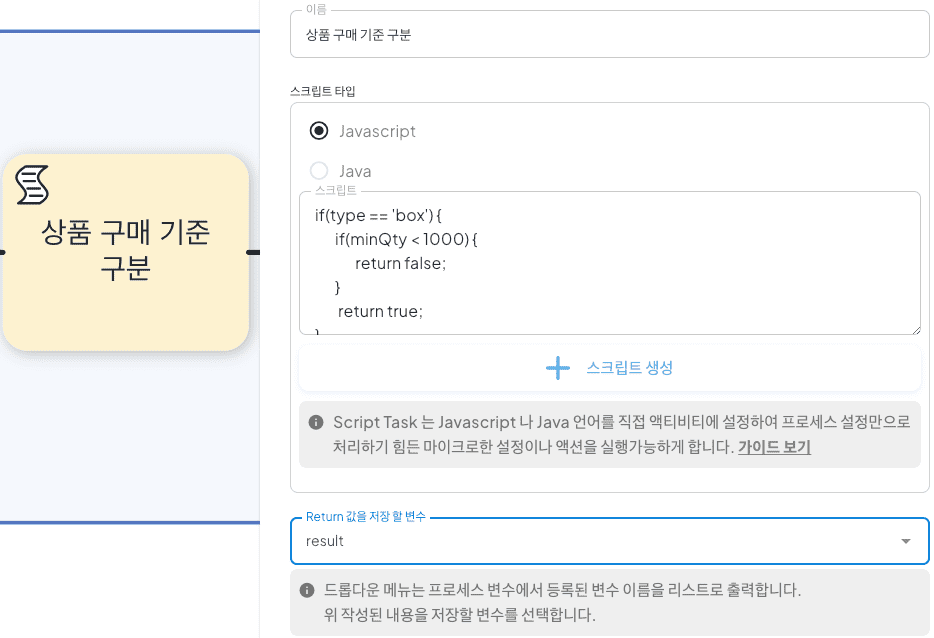 이름
상품 구매 기준 구분
스크립트 타입
Javascript
Java
스크립트
if(type == 'box') {
if(minQty < 1000) {
return false;
}
return true;
}
스크립트 생성
Script Task 는 Javascript 나 Java 언어를 직접 액티비티에 설정하여 프로세스 설정만으로
처리하기 힘든 마이크로한 설정이나 액션을 실행가능하게 합니다. 가이드 보기
Return 값을 저장 할 변수
result
드롭다운 메뉴는 프로세스 변수에서 등록된 변수 이름을 리스트로 출력합니다.
위 작성된 내용을 저장할 변수를 선택합니다.
상품 구매 기준
구분